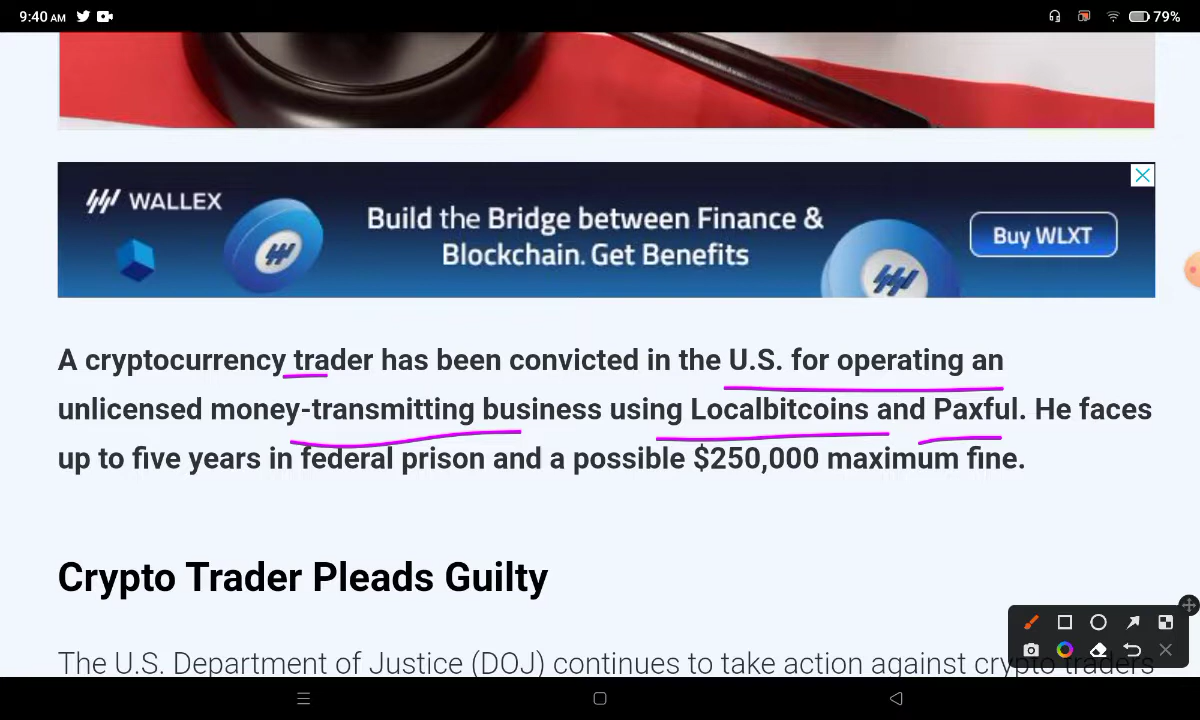 9:40 AM
79%
WALLEX
Build the Bridge between Finance &
Blockchain. Get Benefits
Buy WLXT
A cryptocurrency trader has been convicted in the U.S. for operating an
unlicensed money-transmitting business using Localbitcoins and Paxful. He faces
up to five years in federal prison and a possible $250,000 maximum fine.
Crypto Trader Pleads Guilty
The U.S. Department of Justice (DOJ) continues to take action against crypto traders